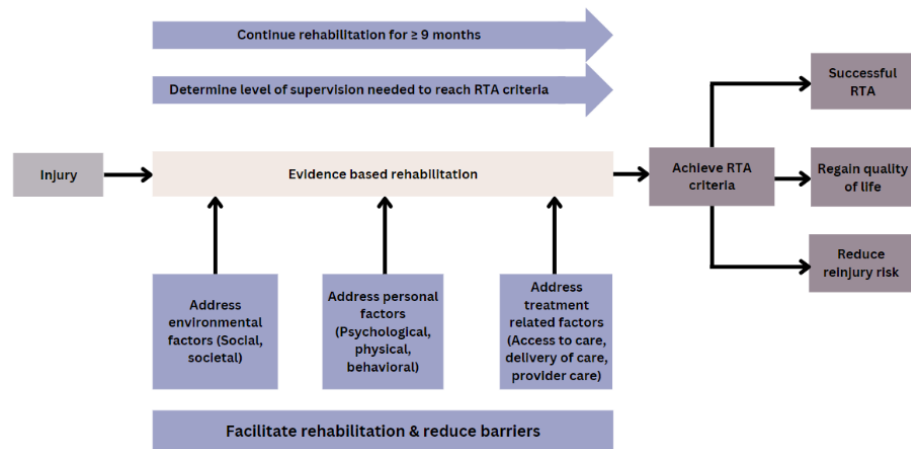 Continue rehabilitation for ≥ 9 months
Determine level of supervision needed to reach RTA criteria
Successful
RTA
Injury
Evidence based rehabilitation
Achieve RTA
criteria
Regain quality
of life
Reduce
reinjury risk
Address
environmental
factors (Social,
societal)
Address personal
factors
(Psychological,
physical,
behavioral)
Address
treatment
related factors
(Access to care,
delivery of care,
provider care)
Facilitate rehabilitation & reduce barriers